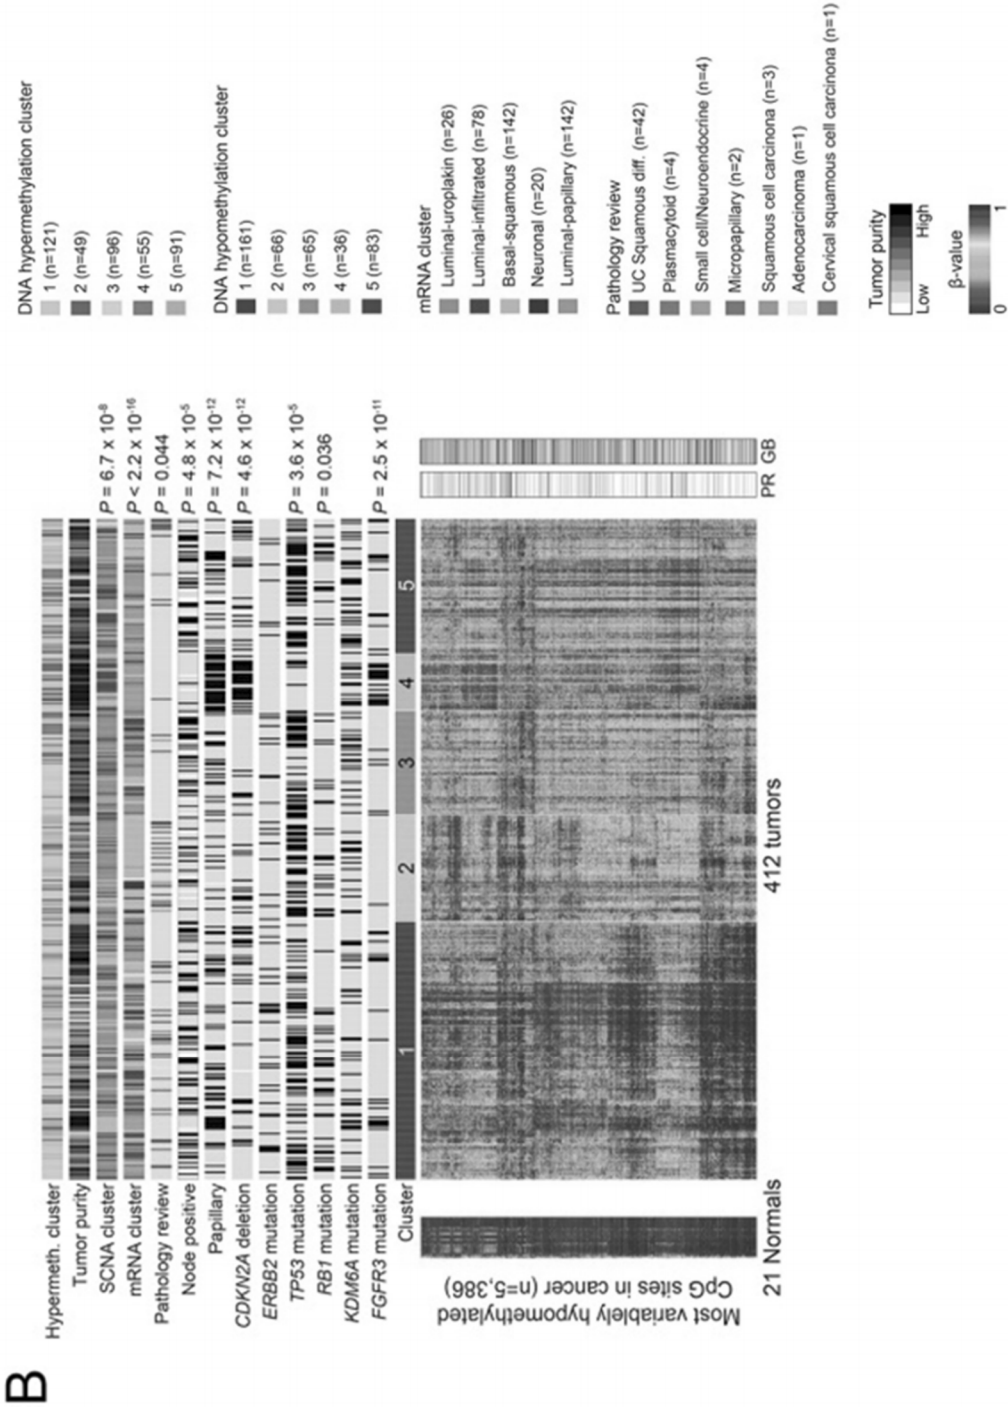 B
Hypermeth. cluster
Tumor purity
SCNA cluster P = 6.7 x 10-8
mRNA cluster P < 2.2 x 10-16
Pathology review P = 0.044
Node positive P = 4.8 x 10-5
Papillary P = 7.2 x 10-12
CDKN2A deletion P = 4.6 x 10-12
ERBB2 mutation
TP53 mutation P = 3.6 x 10-5
RB1 mutation P = 0.036
KDM6A mutation
FGFR3 mutation P = 2.5 x 10-11
Cluster 1 2 3 4 5
Most variablely hypomethylated
CpG sites in cancer (n=5,386)
21 Normals
412 tumors
PR GB
DNA hypermethylation cluster
1 (n=121)
2 (n=49)
3 (n=96)
4 (n=55)
5 (n=91)
DNA hypomethylation cluster
1 (n=161)
2 (n=66)
3 (n=65)
4 (n=36)
5 (n=83)
mRNA cluster
Luminal-uroplakin (n=26)
Luminal-infiltrated (n=78)
Basal-squamous (n=142)
Neuronal (n=20)
Luminal-papillary (n=142)
Pathology review
UC Squamous diff. (n=42)
Plasmacytoid (n=4)
Small cell/Neuroendocrine (n=4)
Micropapillary (n=2)
Squamous cell carcinona (n=3)
Adenocarcinoma (n=1)
Cervical squamous cell carcinona (n=1)
Tumor purity
Low High
β-value
0 1